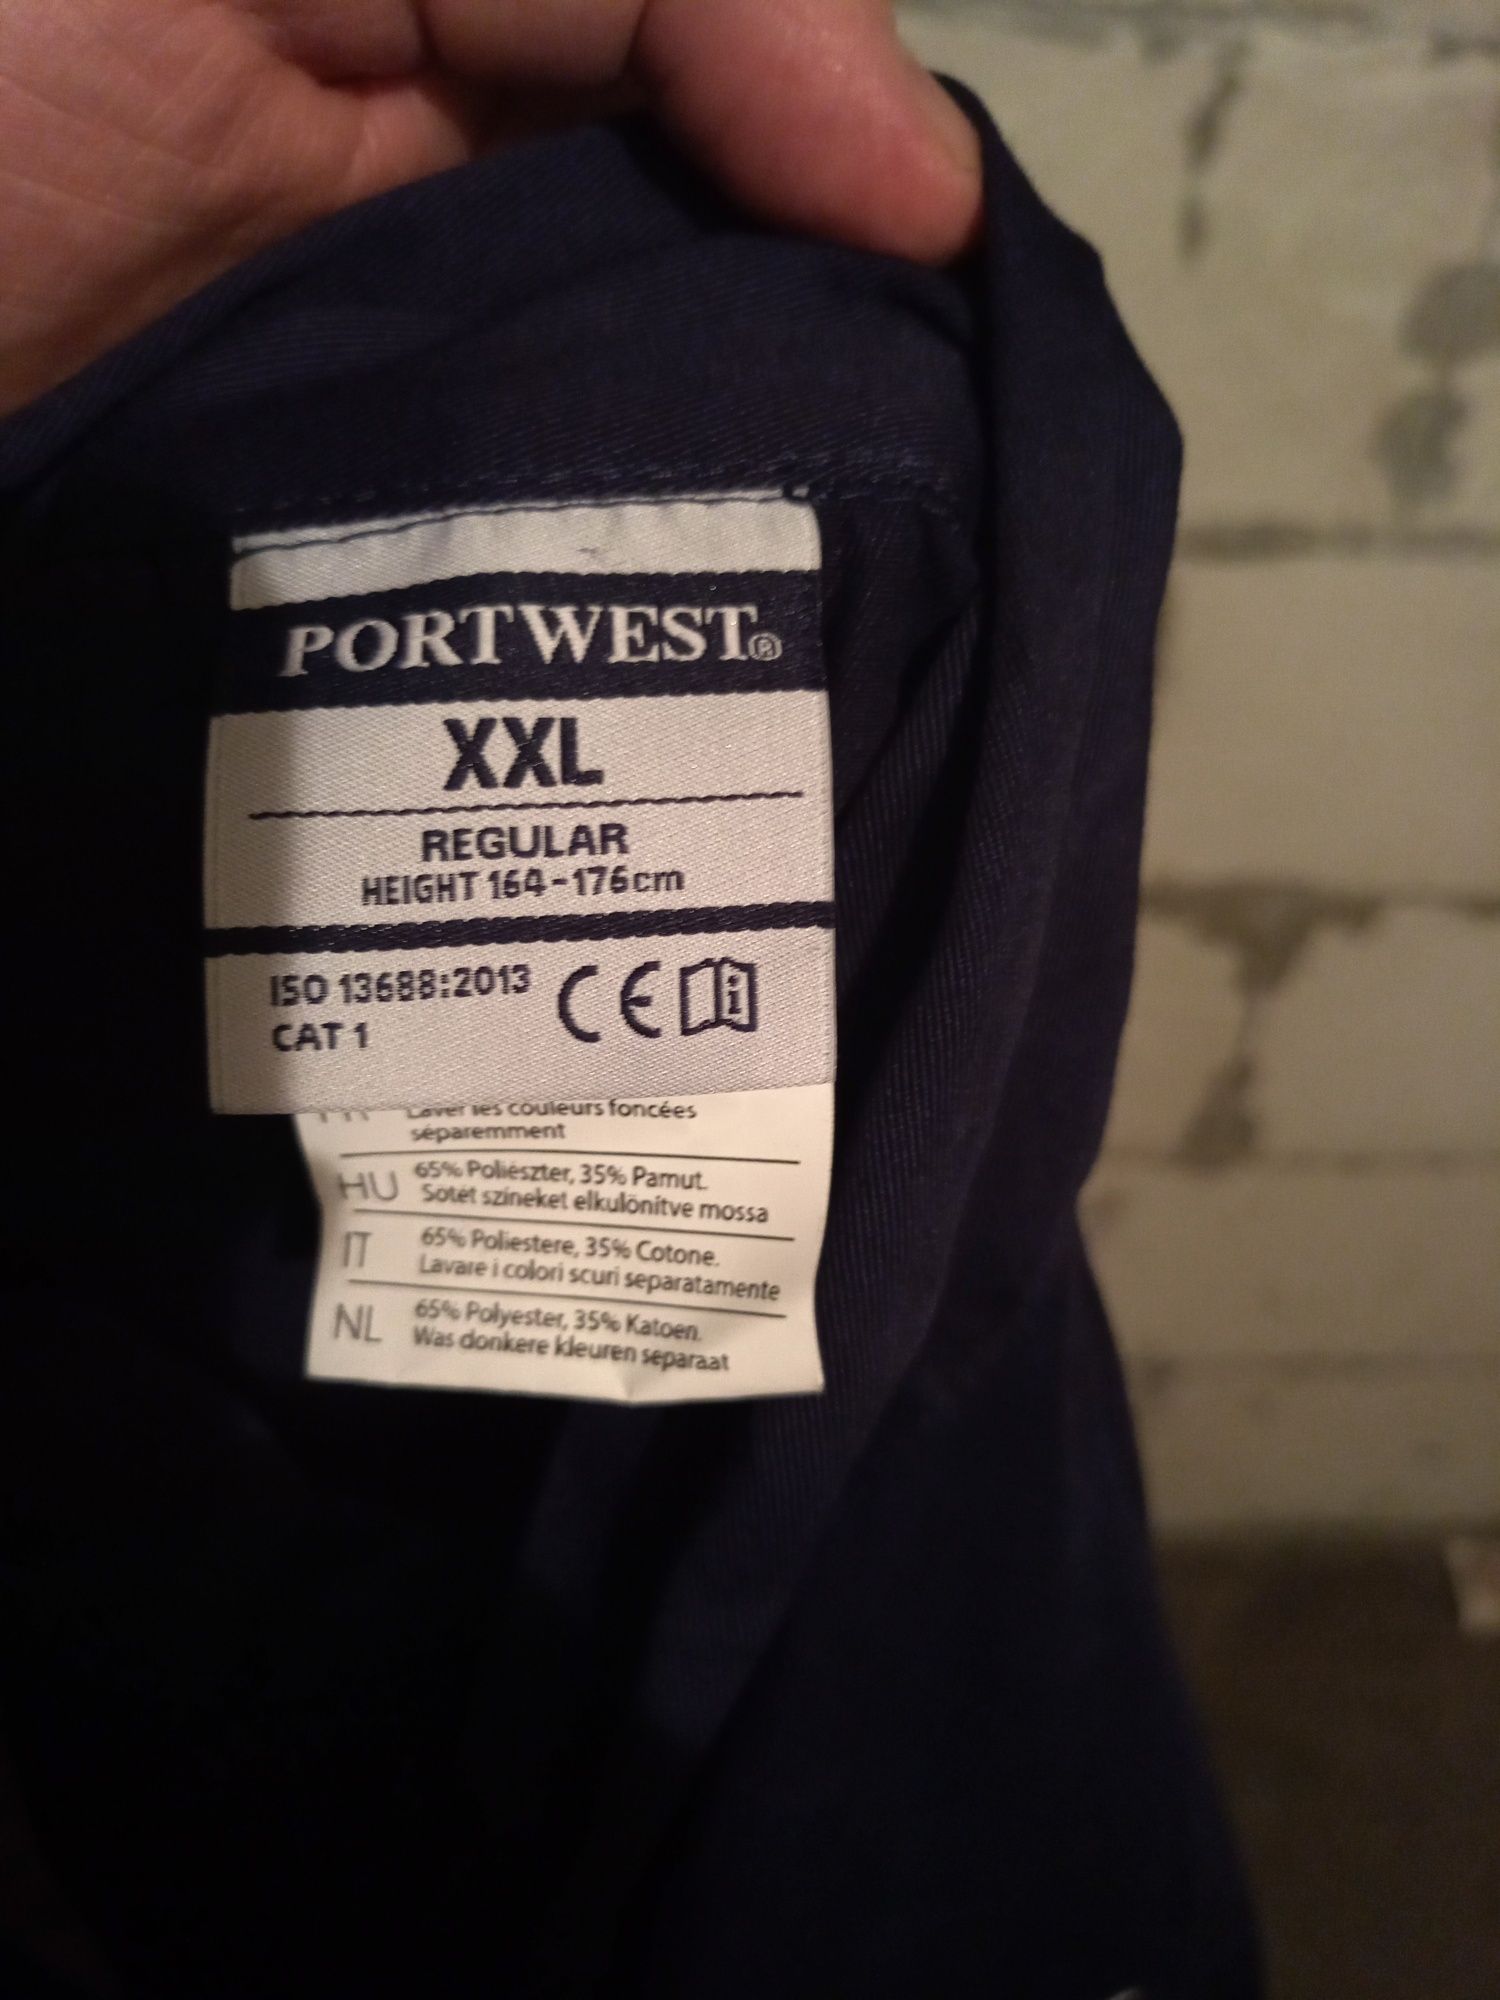 PORTWEST®
XXL
REGULAR
HEIGHT 164-176cm
ISO 13688:2013
CAT 1
CE
FR Laver les couleurs foncées
séparemment
HU 65% Poliészter, 35% Pamut.
Sötét színeket elkülönítve mossa
IT 65% Poliestere, 35% Cotone.
Lavare i colori scuri separatamente
NL 65% Polyester, 35% Katoen.
Was donkere kleuren separaat